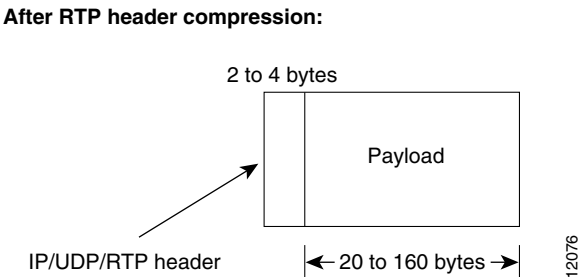 After RTP header compression:
2 to 4 bytes
Payload
IP/UDP/RTP header
20 to 160 bytes
12076